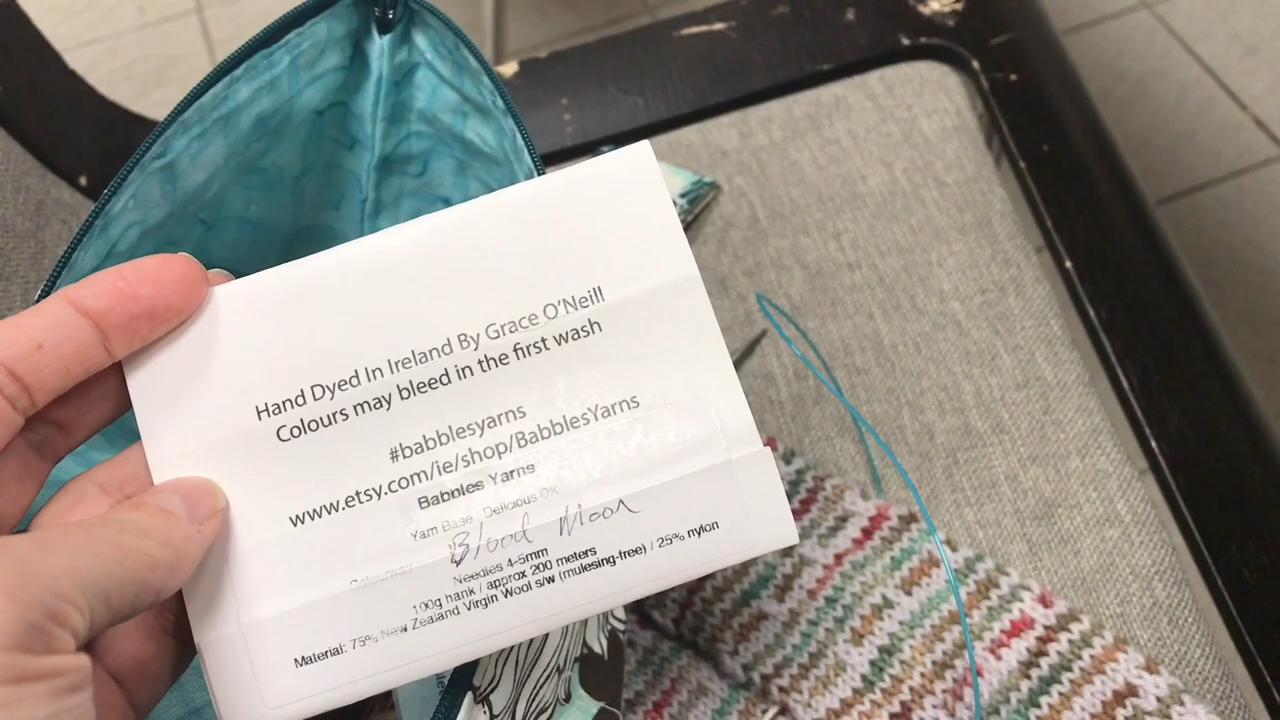 Hand Dyed In Ireland By Grace O'Neill
Colours may bleed in the first wash
#babblesyarns
www.etsy.com/ie/shop/BabblesYarns
Babbles Yarns
Yarn Base: Delicious DK
Colourway: Blood Moon
Needles 4-5mm
100g hank / approx 200 meters
Material: 75% New Zealand Virgin Wool s/w (mulesing-free) / 25% nylon